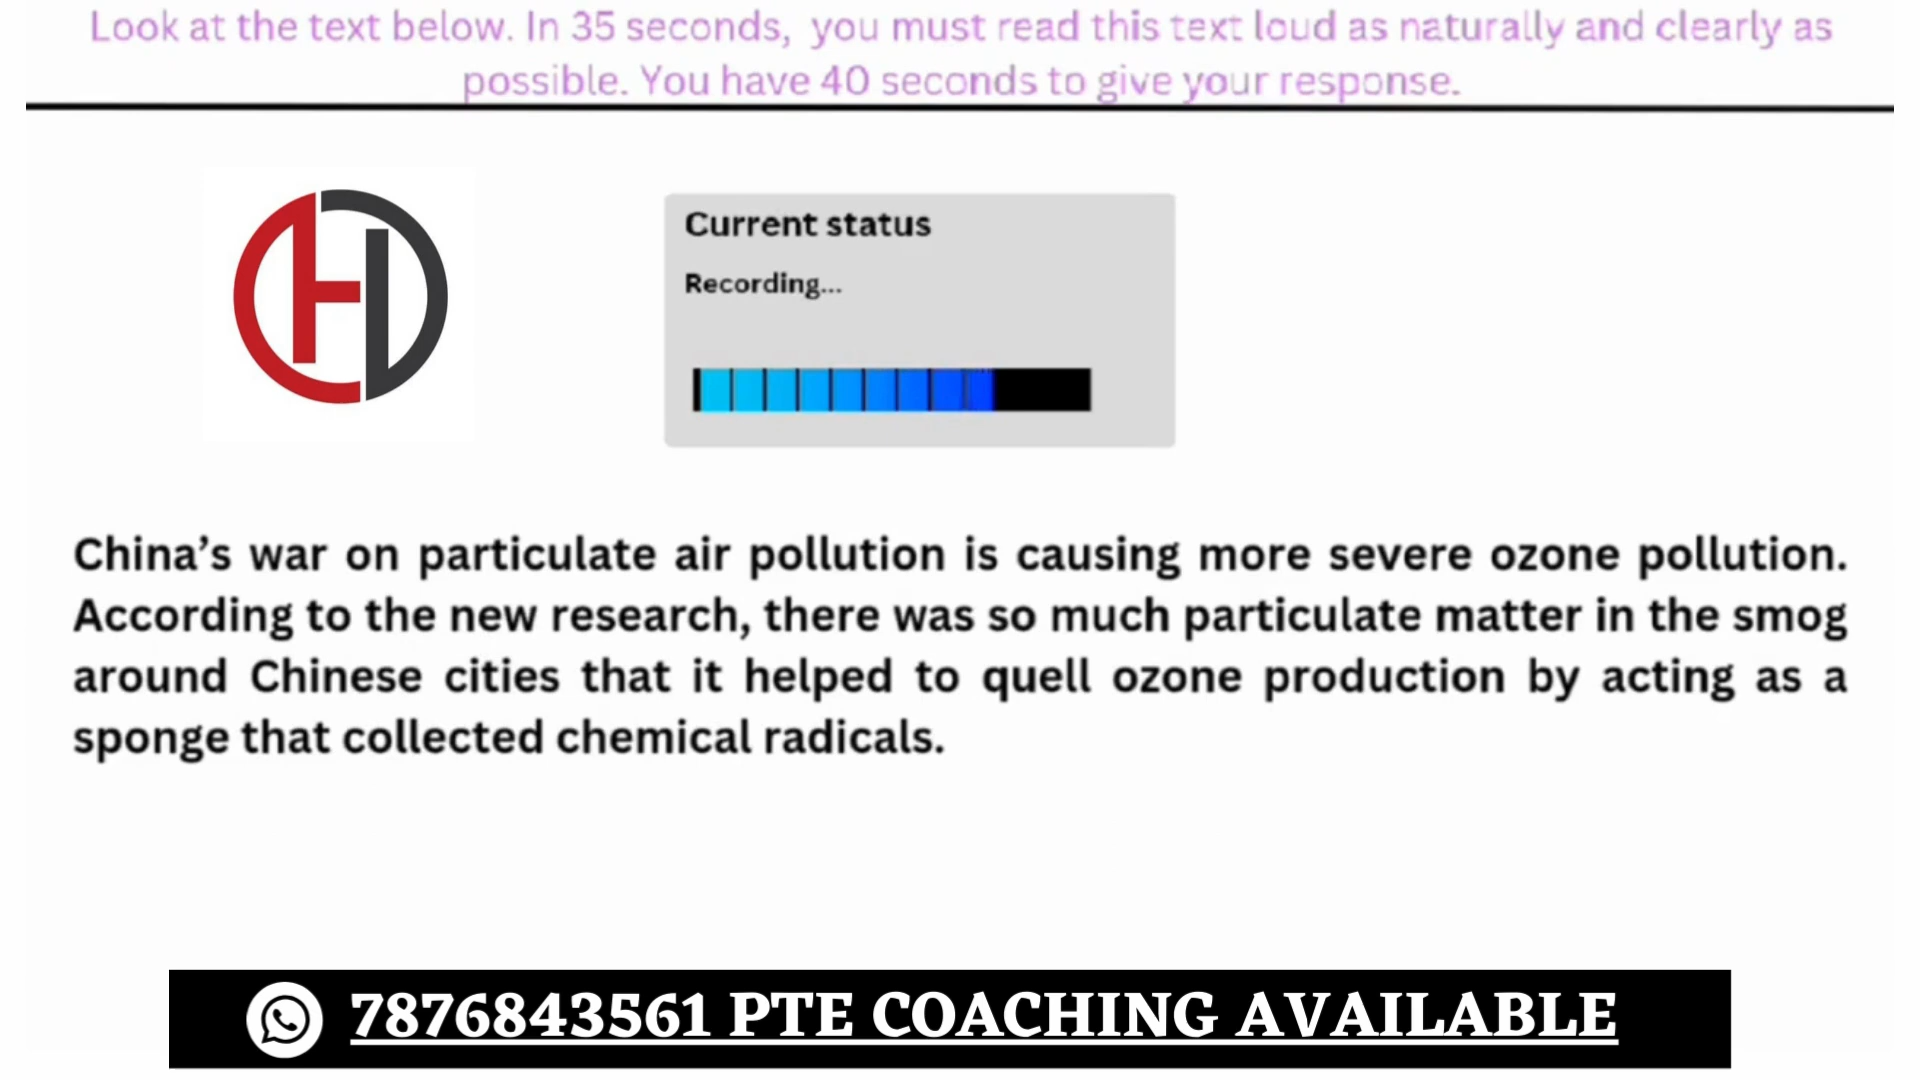 Look at the text below. In 35 seconds, you must read this text loud as naturally and clearly as
possible. You have 40 seconds to give your response.
Current status
Recording...
China’s war on particulate air pollution is causing more severe ozone pollution.
According to the new research, there was so much particulate matter in the smog
around Chinese cities that it helped to quell ozone production by acting as a
sponge that collected chemical radicals.
7876843561 PTE COACHING AVAILABLE